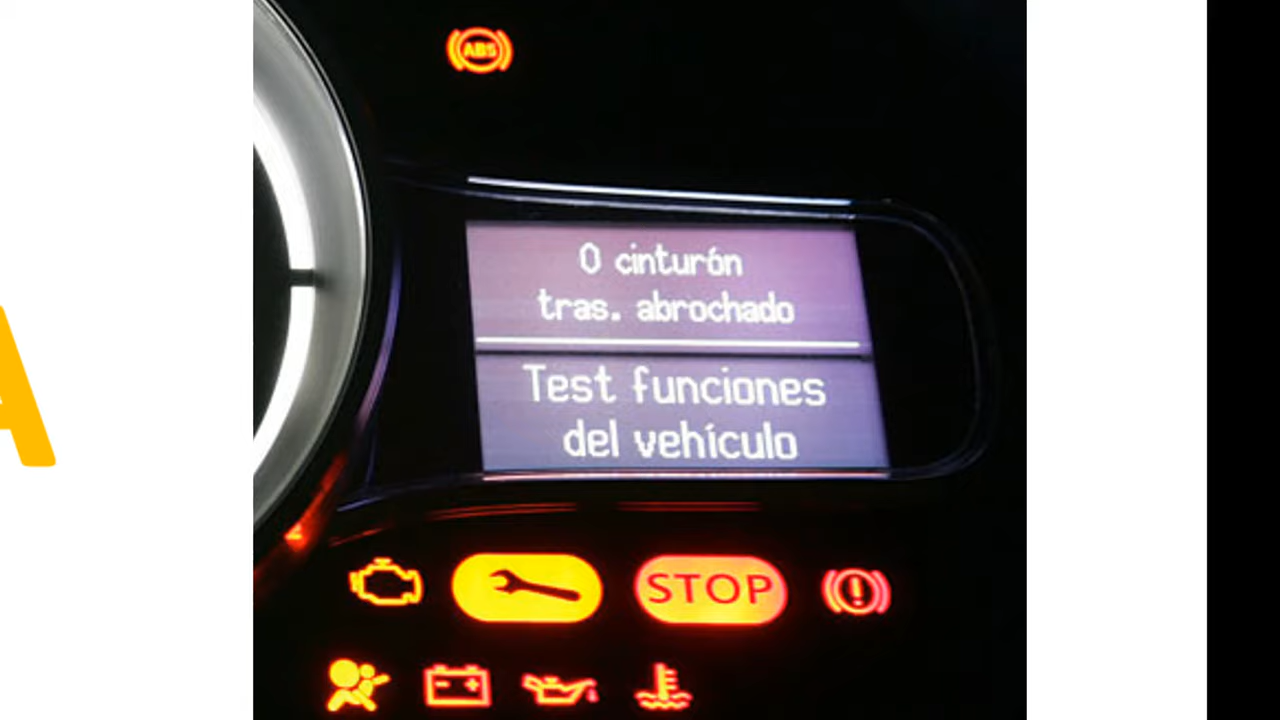 ABS
0 cinturón
tras. abrochado
Test funciones
del vehículo
STOP
A